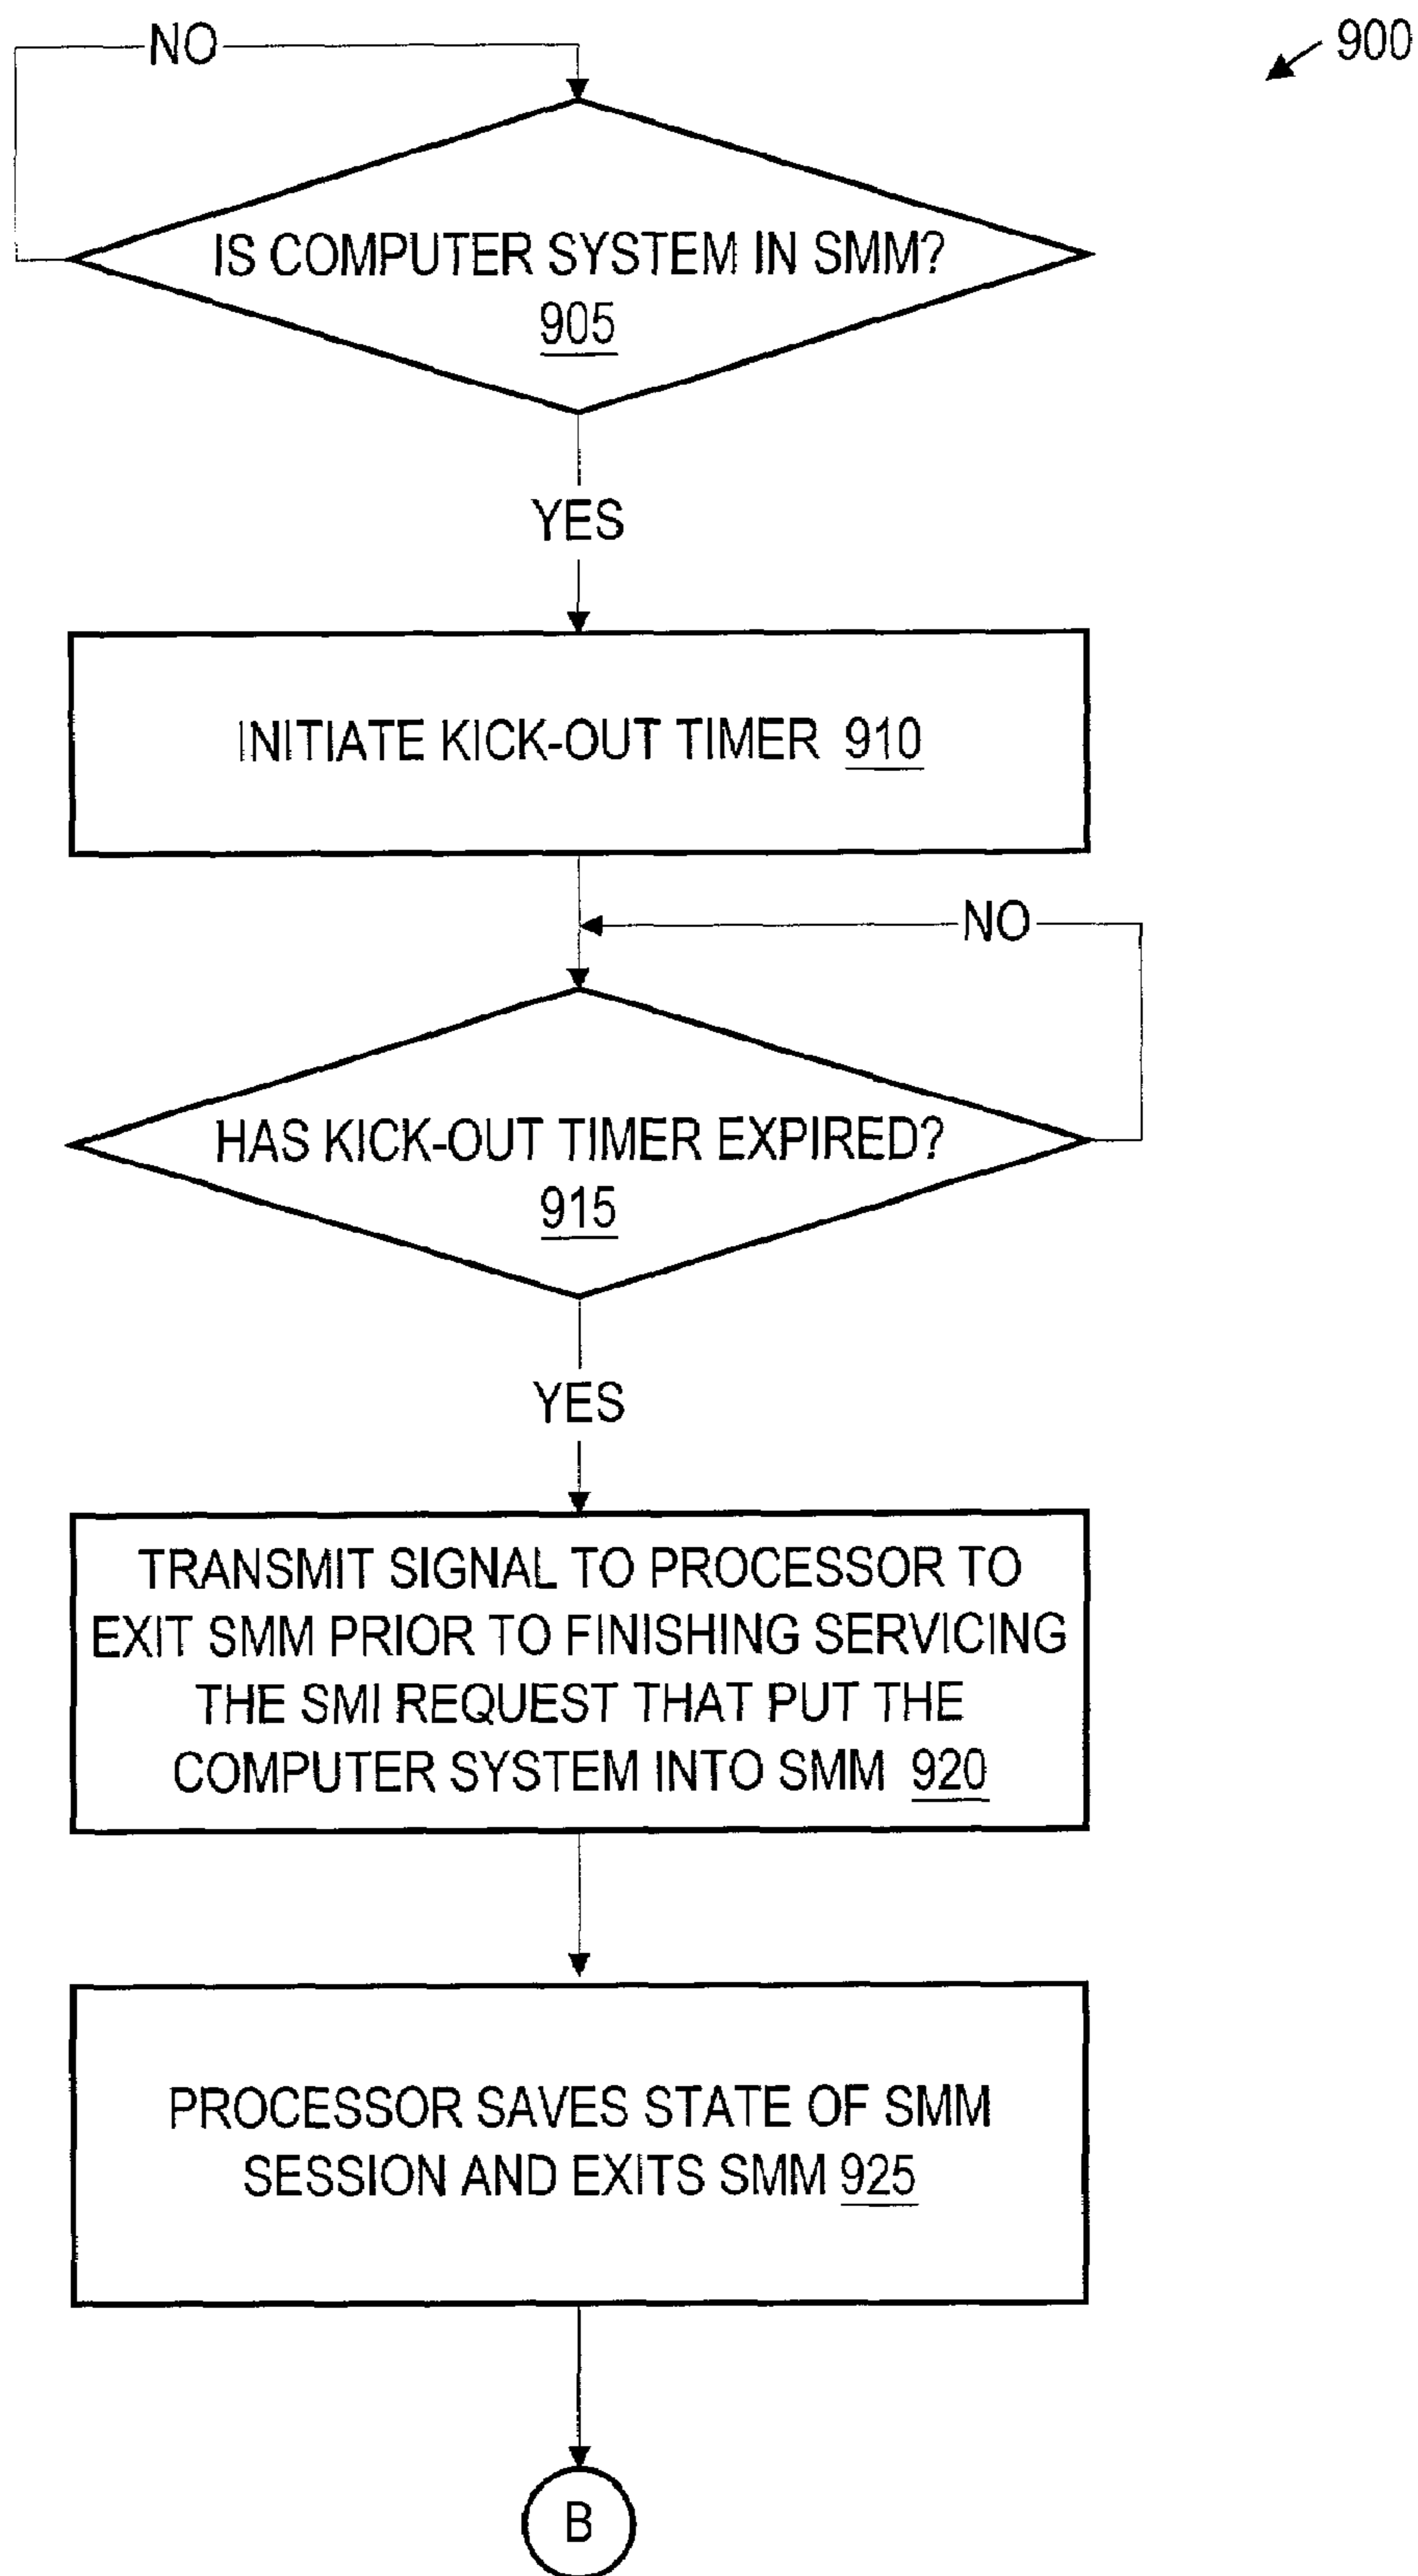 NO
900
IS COMPUTER SYSTEM IN SMM?
905
YES
INITIATE KICK-OUT TIMER 910
NO
HAS KICK-OUT TIMER EXPIRED?
915
YES
TRANSMIT SIGNAL TO PROCESSOR TO
EXIT SMM PRIOR TO FINISHING SERVICING
THE SMI REQUEST THAT PUT THE
COMPUTER SYSTEM INTO SMM 920
PROCESSOR SAVES STATE OF SMM
SESSION AND EXITS SMM 925
B